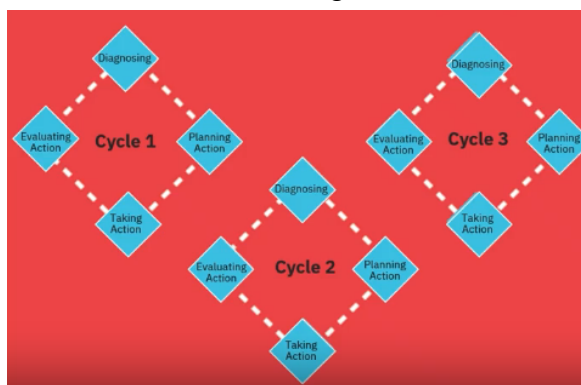 Diagnosing
Evaluating
Action
Cycle 1
Planning
Action
Taking
Action
Diagnosing
Evaluating
Action
Cycle 2
Planning
Action
Taking
Action
Diagnosing
Evaluating
Action
Cycle 3
Planning
Action
Taking
Action